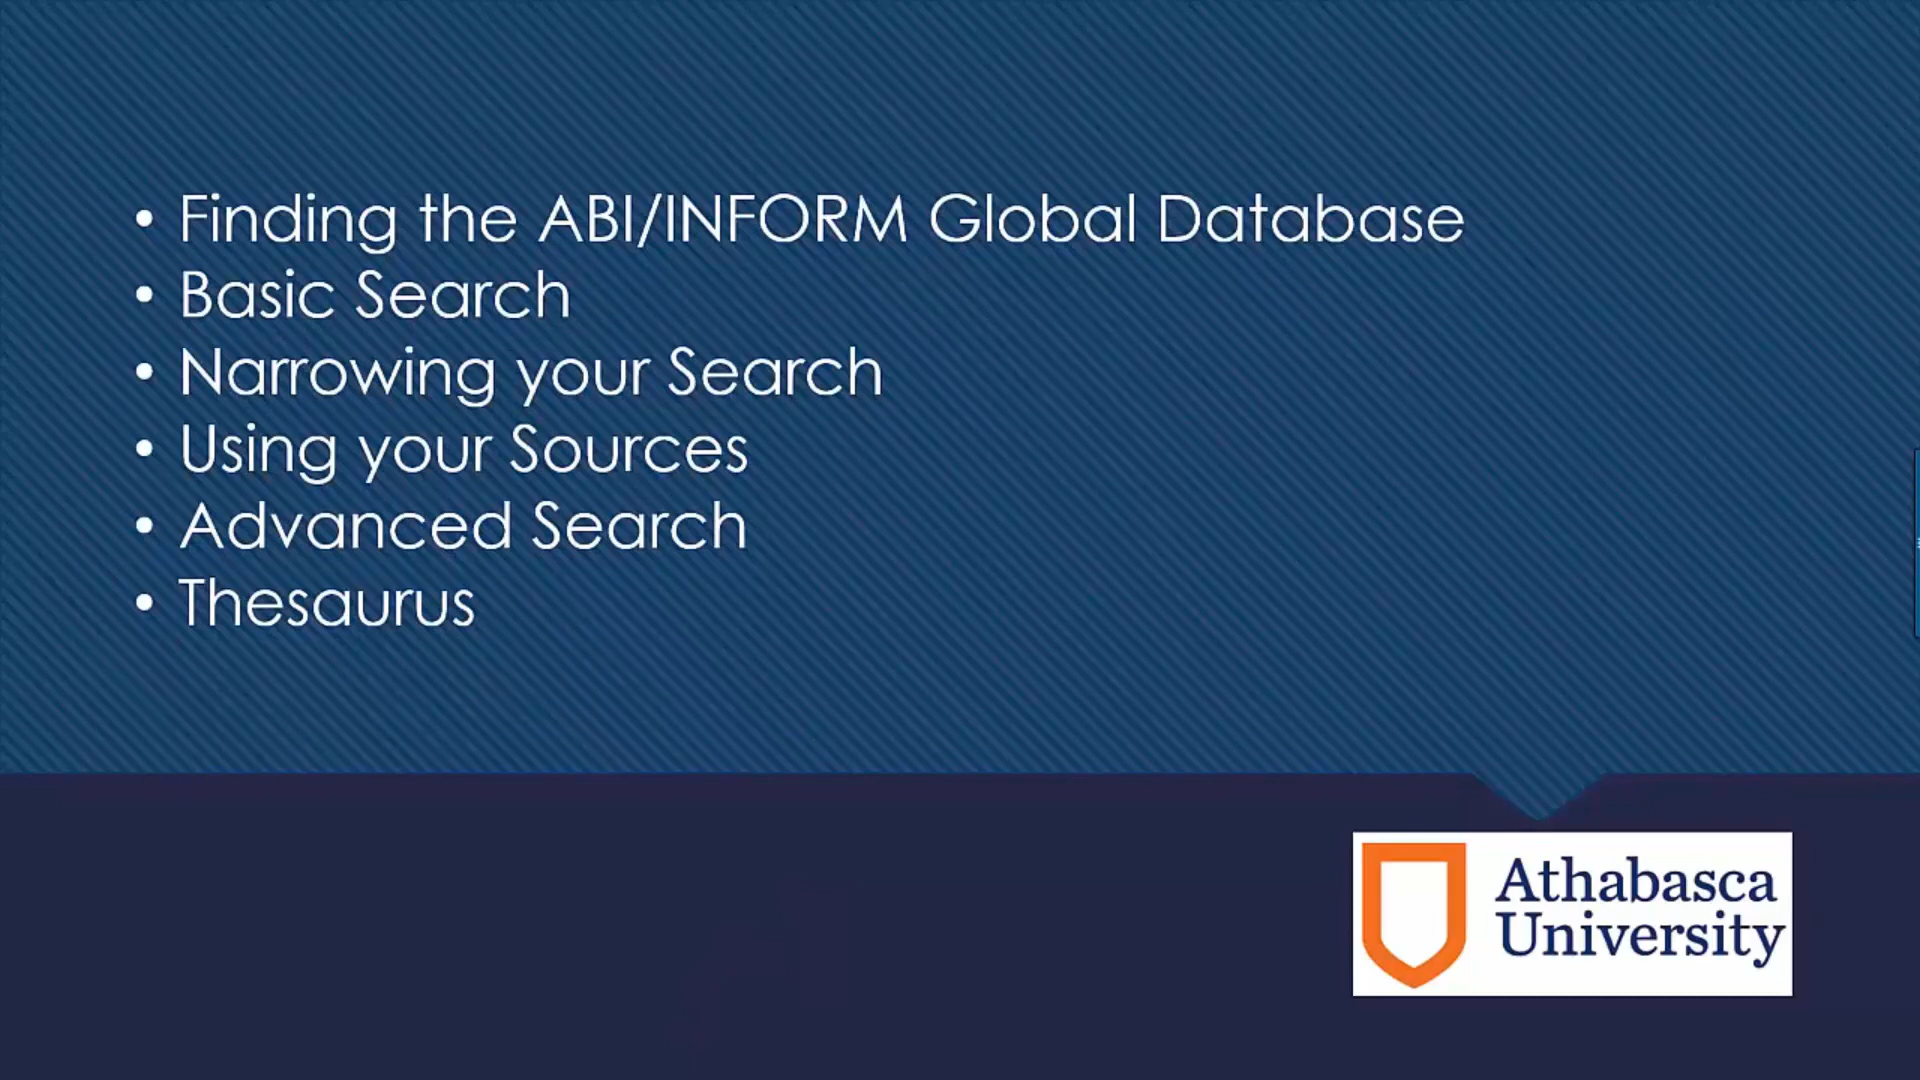 • Finding the ABI/INFORM Global Database
• Basic Search
• Narrowing your Search
• Using your Sources
• Advanced Search
• Thesaurus
Athabasca
University